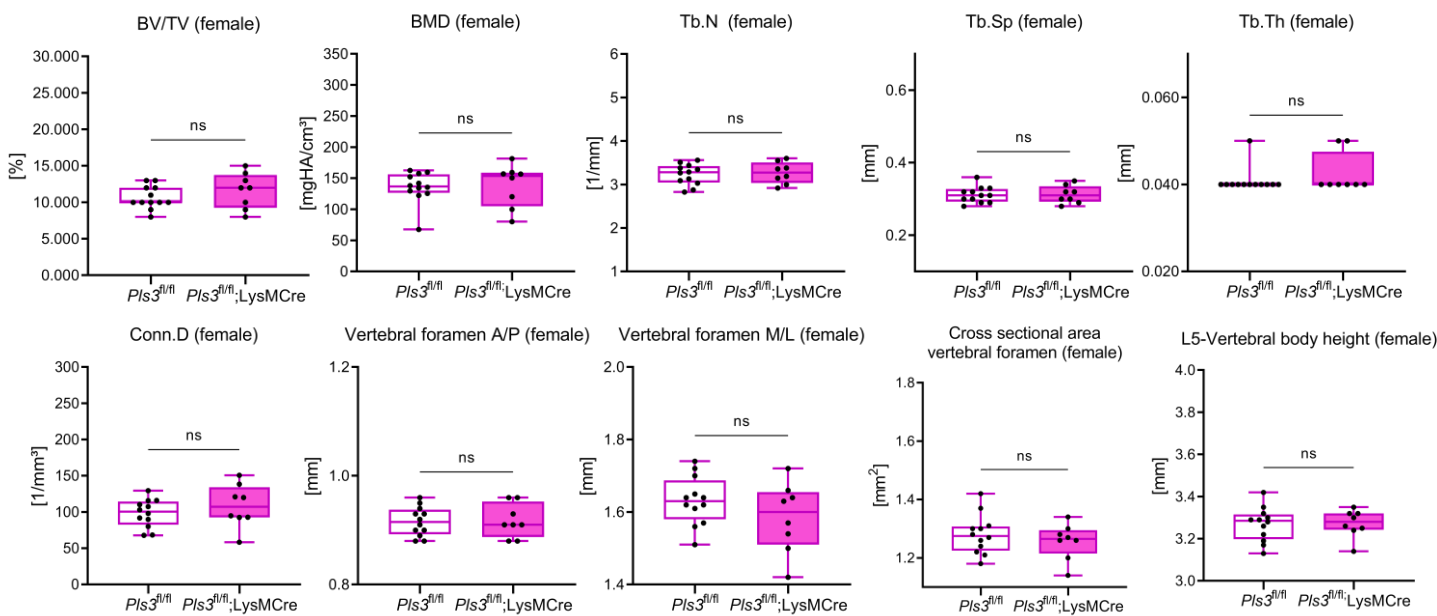 BV/TV (female)
[%]
30.000
25.000
20.000
15.000
10.000
5.000
0.000
ns
Pls3fl/fl
Pls3fl/fl;LysMCre
BMD (female)
[mgHA/cm³]
350
300
250
200
150
100
50
0
ns
Pls3fl/fl
Pls3fl/fl;LysMCre
Tb.N (female)
[1/mm]
6
5
4
3
2
1
ns
Pls3fl/fl
Pls3fl/fl;LysMCre
Tb.Sp (female)
[mm]
0.6
0.4
0.2
ns
Pls3fl/fl
Pls3fl/fl;LysMCre
Tb.Th (female)
[mm]
0.060
0.040
0.020
ns
Pls3fl/fl
Pls3fl/fl;LysMCre
Conn.D (female)
[1/mm³]
300
250
200
150
100
50
0
ns
Pls3fl/fl
Pls3fl/fl;LysMCre
Vertebral foramen A/P (female)
[mm]
1.2
1.0
0.8
ns
Pls3fl/fl
Pls3fl/fl;LysMCre
Vertebral foramen M/L (female)
[mm]
2.0
1.8
1.6
1.4
ns
Pls3fl/fl
Pls3fl/fl;LysMCre
Cross sectional area
vertebral foramen (female)
[mm²]
1.8
1.6
1.4
1.2
ns
Pls3fl/fl
Pls3fl/fl;LysMCre
L5-Vertebral body height (female)
[mm]
4.0
3.8
3.6
3.4
3.2
3.0
ns
Pls3fl/fl
Pls3fl/fl;LysMCre